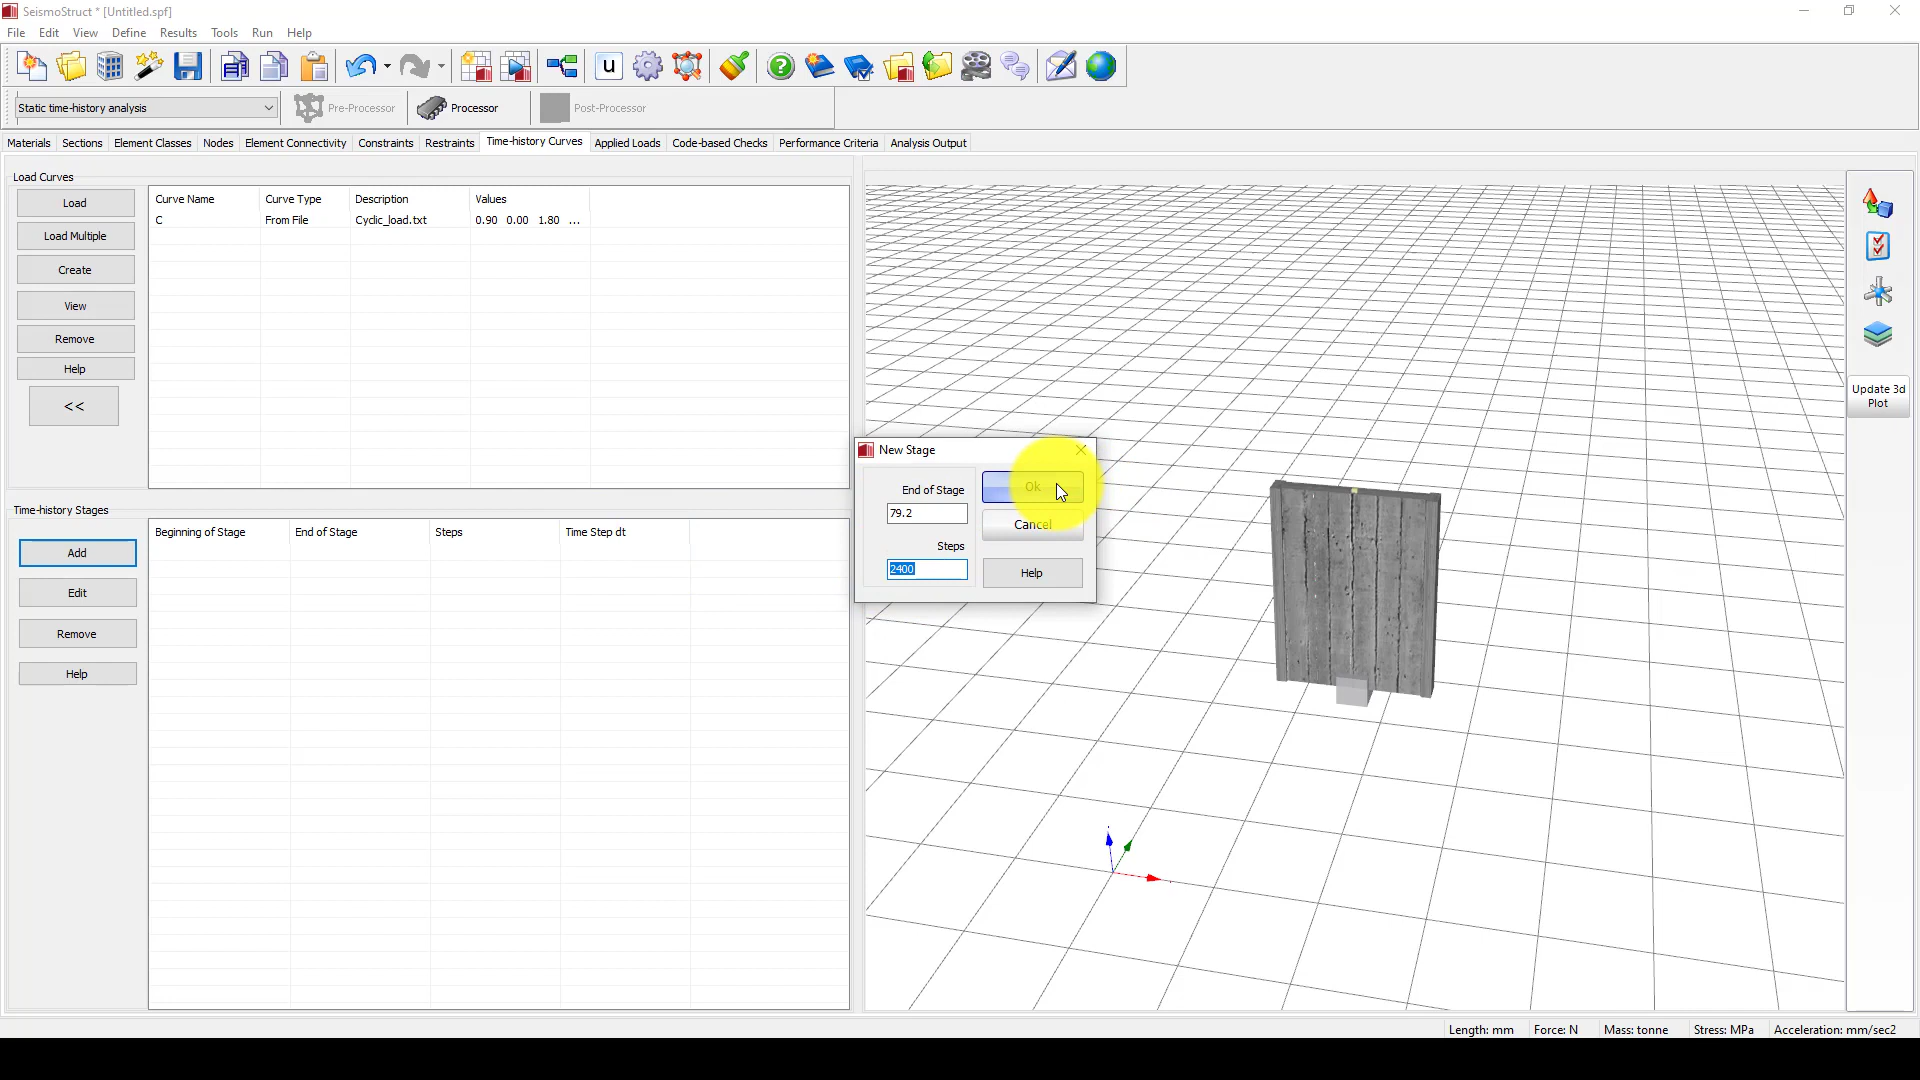 SeismoStruct * [Untitled.spf]
File Edit View Define Results Tools Run Help
u
Static time-history analysis Pre-Processor Processor Post-Processor
Materials Sections Element Classes Nodes Element Connectivity Constraints Restraints Time-history Curves Applied Loads Code-based Checks Performance Criteria Analysis Output
Load Curves
Load
Load Multiple
Create
View
Remove
Help
<<
Curve Name Curve Type Description Values
C From File Cyclic_load.txt 0.90 0.00 1.80 ...
Time-history Stages
Add
Edit
Remove
Help
Beginning of Stage End of Stage Steps Time Step dt
New Stage
End of Stage
79.2
Steps
2400
Ok
Cancel
Help
Update 3d
Plot
Length: mm Force: N Mass: tonne Stress: MPa Acceleration: mm/sec2